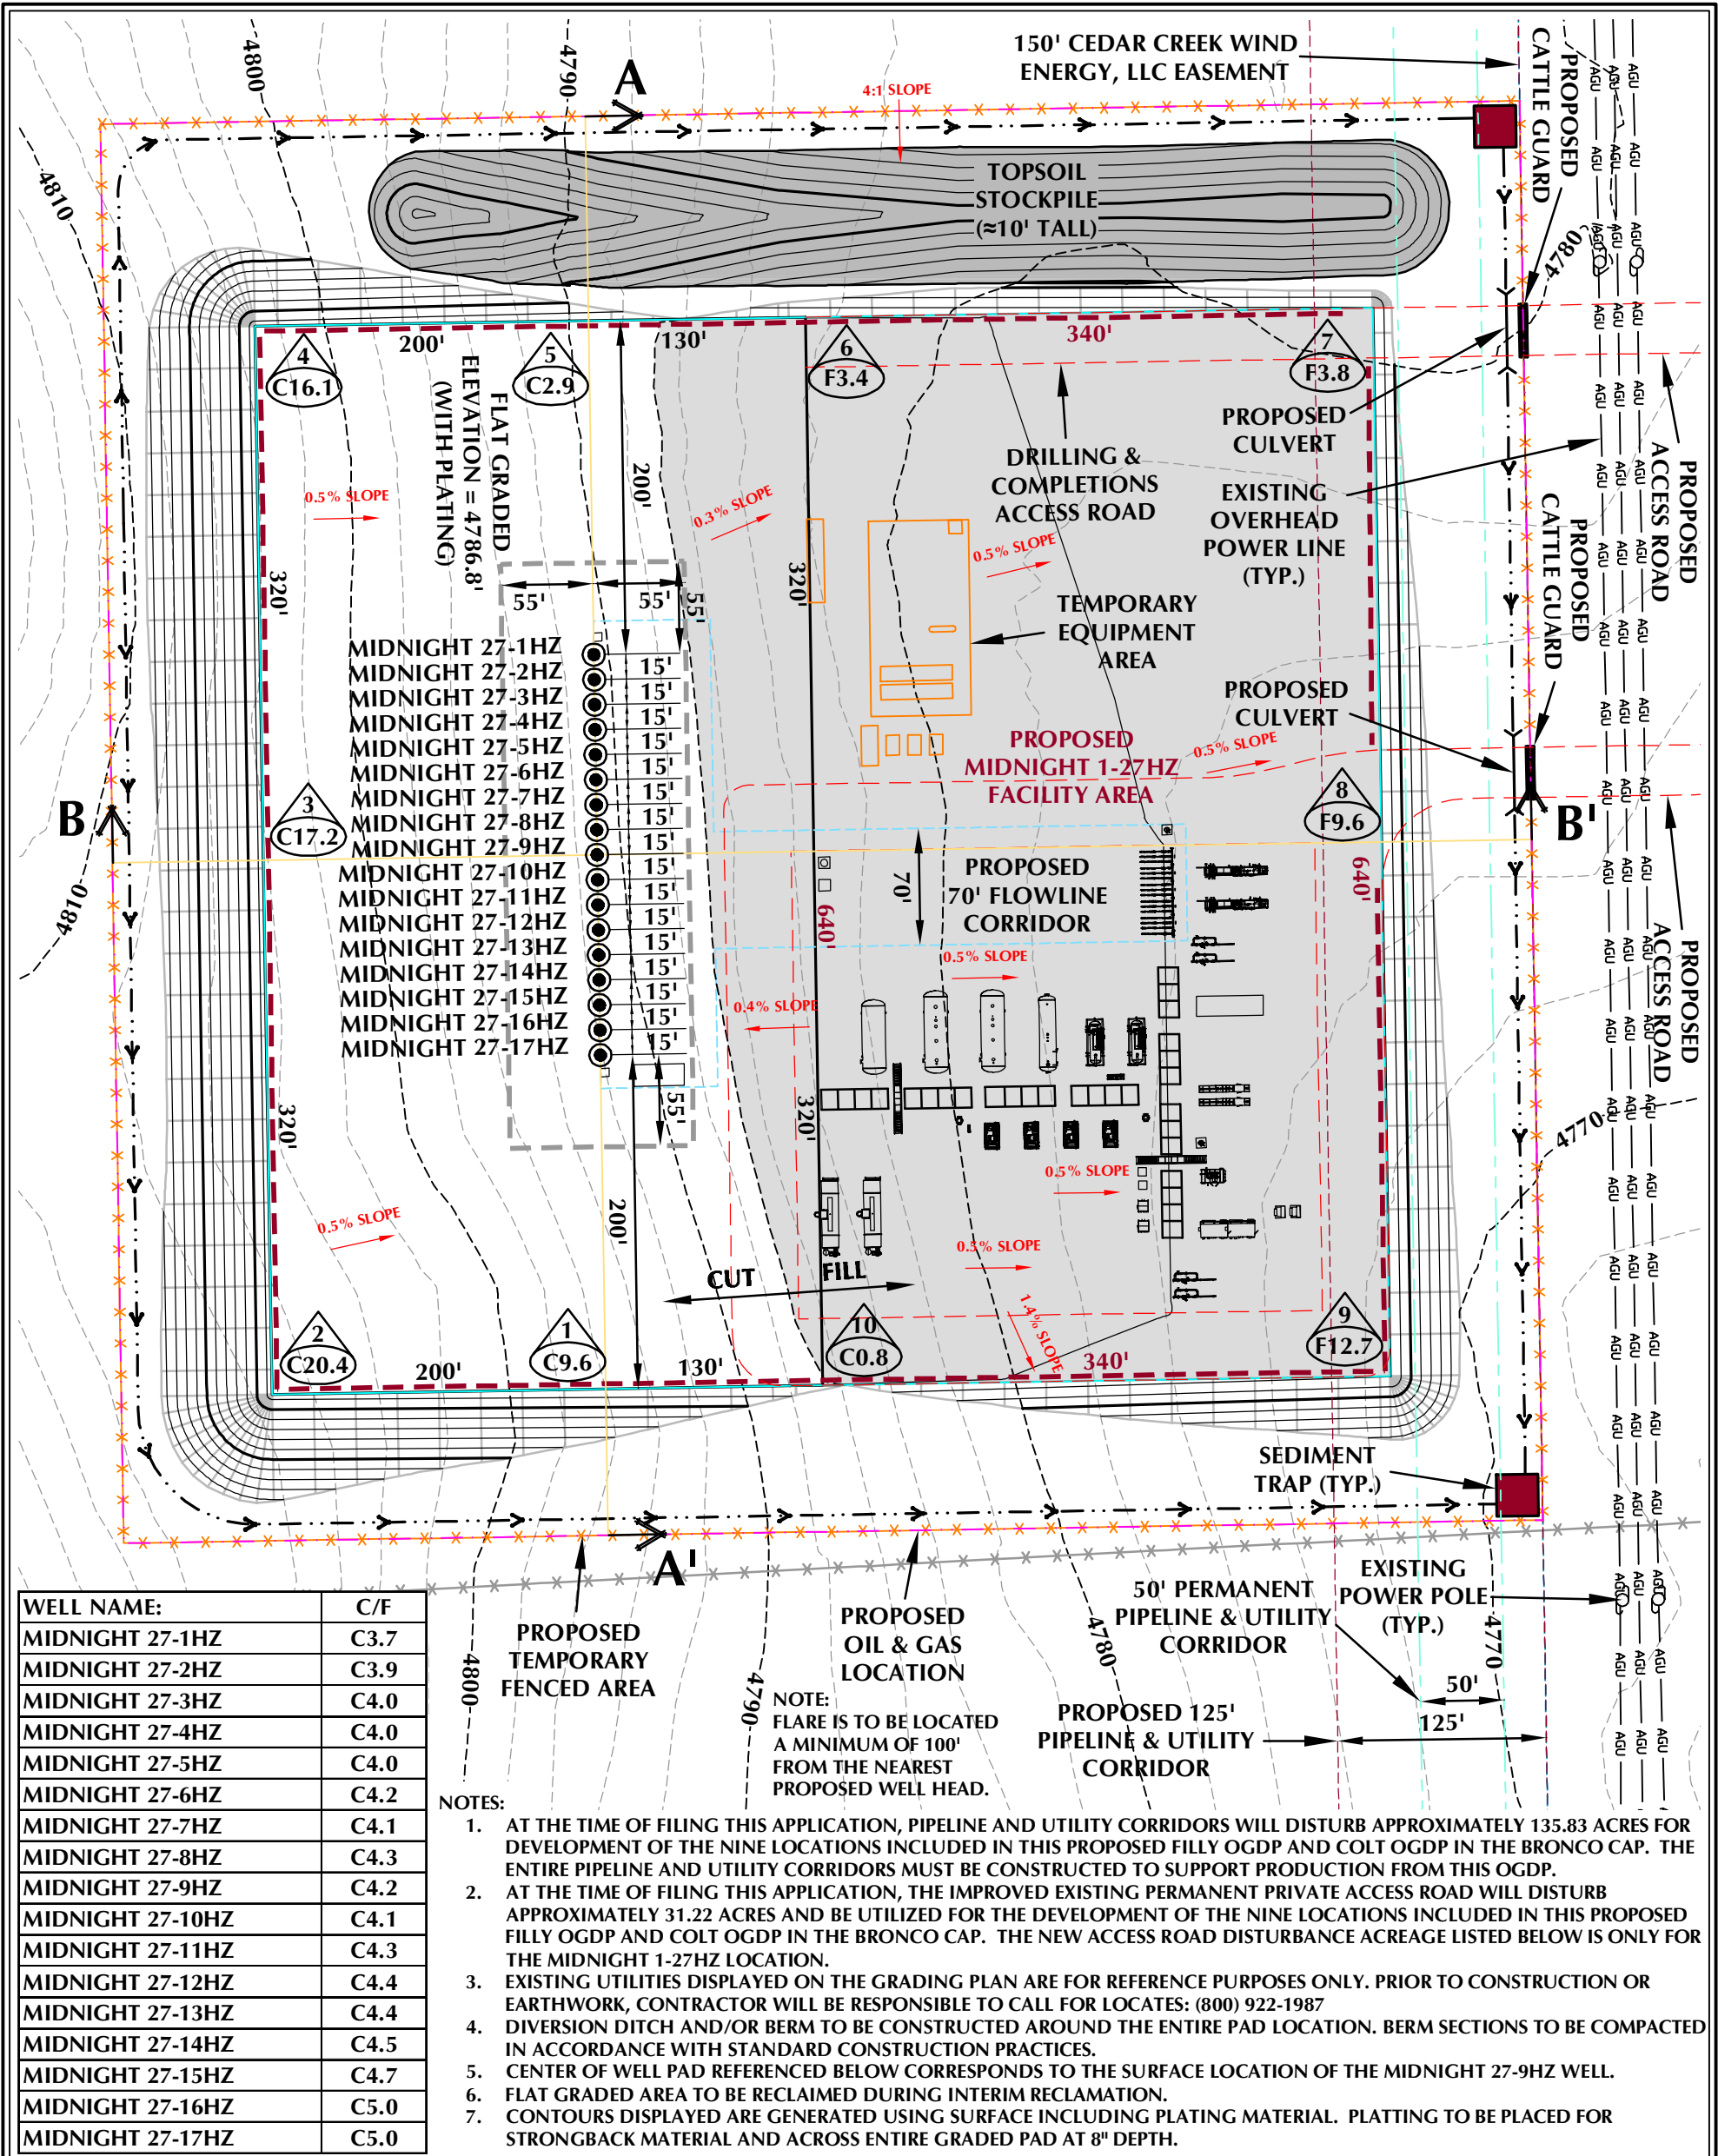 150' CEDAR CREEK WIND
ENERGY, LLC EASEMENT
PROPOSED
CATTLE GUARD
4800
4790
4810
4780
A
4:1 SLOPE
TOPSOIL
STOCKPILE
(≈10' TALL)
4
C16.1
200'
5
C2.9
130'
6
F3.4
340'
7
F3.8
FLAT GRADED
ELEVATION = 4786.8'
(WITH PLATING)
200'
0.5% SLOPE
0.3% SLOPE
0.5% SLOPE
DRILLING &
COMPLETIONS
ACCESS ROAD
PROPOSED
CULVERT
EXISTING
OVERHEAD
POWER LINE
(TYP.)
PROPOSED
ACCESS ROAD
PROPOSED
CATTLE GUARD
320'
320'
55'
55'
55'
TEMPORARY
EQUIPMENT
AREA
PROPOSED
CULVERT
MIDNIGHT 27-1HZ
MIDNIGHT 27-2HZ 15'
MIDNIGHT 27-3HZ 15'
MIDNIGHT 27-4HZ 15'
MIDNIGHT 27-5HZ 15'
MIDNIGHT 27-6HZ 15'
MIDNIGHT 27-7HZ 15'
MIDNIGHT 27-8HZ 15'
MIDNIGHT 27-9HZ 15'
MIDNIGHT 27-10HZ 15'
MIDNIGHT 27-11HZ 15'
MIDNIGHT 27-12HZ 15'
MIDNIGHT 27-13HZ 15'
MIDNIGHT 27-14HZ 15'
MIDNIGHT 27-15HZ 15'
MIDNIGHT 27-16HZ 15'
MIDNIGHT 27-17HZ 15'
PROPOSED
MIDNIGHT 1-27HZ
FACILITY AREA
0.5% SLOPE
B
3
C17.2
8
F9.6
B'
4810
70'
PROPOSED
70' FLOWLINE
CORRIDOR
640'
640'
0.5% SLOPE
0.4% SLOPE
PROPOSED
ACCESS ROAD
320'
320'
55'
4770
0.5% SLOPE
0.5% SLOPE
200'
0.5% SLOPE
CUT
FILL
1.4% SLOPE
2
C20.4
200'
1
C9.6
130'
10
C0.8
340'
9
F12.7
SEDIMENT
TRAP (TYP.)
A'
AGU AGU AGU
EXISTING
POWER POLE
(TYP.)
50' PERMANENT
PIPELINE & UTILITY
CORRIDOR
PROPOSED
TEMPORARY
FENCED AREA
PROPOSED
OIL & GAS
LOCATION
4800
4790
4780
4770
50'
125'
PROPOSED 125'
PIPELINE & UTILITY
CORRIDOR
NOTE:
FLARE IS TO BE LOCATED
A MINIMUM OF 100'
FROM THE NEAREST
PROPOSED WELL HEAD.
WELL NAME: C/F
MIDNIGHT 27-1HZ C3.7
MIDNIGHT 27-2HZ C3.9
MIDNIGHT 27-3HZ C4.0
MIDNIGHT 27-4HZ C4.0
MIDNIGHT 27-5HZ C4.0
MIDNIGHT 27-6HZ C4.2
MIDNIGHT 27-7HZ C4.1
MIDNIGHT 27-8HZ C4.3
MIDNIGHT 27-9HZ C4.2
MIDNIGHT 27-10HZ C4.1
MIDNIGHT 27-11HZ C4.3
MIDNIGHT 27-12HZ C4.4
MIDNIGHT 27-13HZ C4.4
MIDNIGHT 27-14HZ C4.5
MIDNIGHT 27-15HZ C4.7
MIDNIGHT 27-16HZ C5.0
MIDNIGHT 27-17HZ C5.0
NOTES:
1. AT THE TIME OF FILING THIS APPLICATION, PIPELINE AND UTILITY CORRIDORS WILL DISTURB APPROXIMATELY 135.83 ACRES FOR
DEVELOPMENT OF THE NINE LOCATIONS INCLUDED IN THIS PROPOSED FILLY OGDP AND COLT OGDP IN THE BRONCO CAP. THE
ENTIRE PIPELINE AND UTILITY CORRIDORS MUST BE CONSTRUCTED TO SUPPORT PRODUCTION FROM THIS OGDP.
2. AT THE TIME OF FILING THIS APPLICATION, THE IMPROVED EXISTING PERMANENT PRIVATE ACCESS ROAD WILL DISTURB
APPROXIMATELY 31.22 ACRES AND BE UTILIZED FOR THE DEVELOPMENT OF THE NINE LOCATIONS INCLUDED IN THIS PROPOSED
FILLY OGDP AND COLT OGDP IN THE BRONCO CAP. THE NEW ACCESS ROAD DISTURBANCE ACREAGE LISTED BELOW IS ONLY FOR
THE MIDNIGHT 1-27HZ LOCATION.
3. EXISTING UTILITIES DISPLAYED ON THE GRADING PLAN ARE FOR REFERENCE PURPOSES ONLY. PRIOR TO CONSTRUCTION OR
EARTHWORK, CONTRACTOR WILL BE RESPONSIBLE TO CALL FOR LOCATES: (800) 922-1987
4. DIVERSION DITCH AND/OR BERM TO BE CONSTRUCTED AROUND THE ENTIRE PAD LOCATION. BERM SECTIONS TO BE COMPACTED
IN ACCORDANCE WITH STANDARD CONSTRUCTION PRACTICES.
5. CENTER OF WELL PAD REFERENCED BELOW CORRESPONDS TO THE SURFACE LOCATION OF THE MIDNIGHT 27-9HZ WELL.
6. FLAT GRADED AREA TO BE RECLAIMED DURING INTERIM RECLAMATION.
7. CONTOURS DISPLAYED ARE GENERATED USING SURFACE INCLUDING PLATING MATERIAL. PLATTING TO BE PLACED FOR
STRONGBACK MATERIAL AND ACROSS ENTIRE GRADED PAD AT 8" DEPTH.